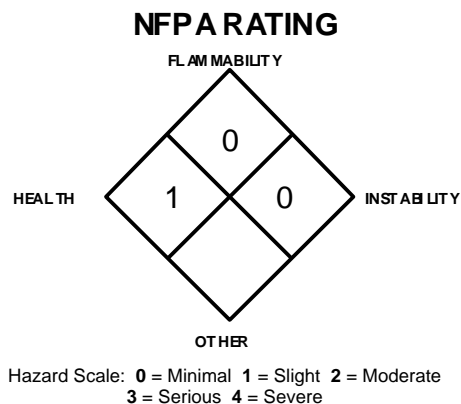 NFPA RATING
FLAMMABILITY
0
HEALTH 1 0 INSTABILITY
OTHER
Hazard Scale: 0 = Minimal 1 = Slight 2 = Moderate
3 = Serious 4 = Severe